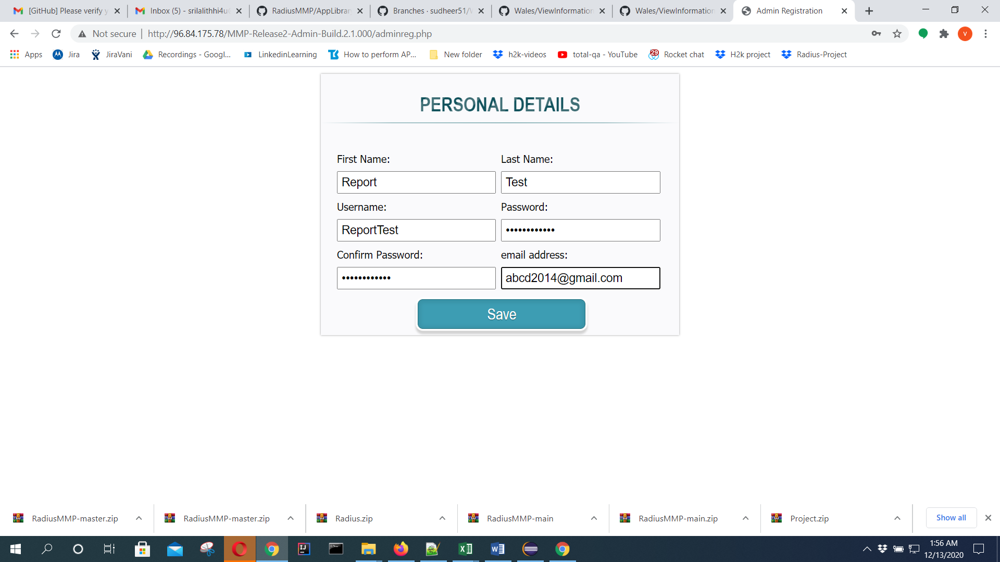 [GitHub] Please verify y
Inbox (5) - srilalithhi4u
RadiusMMP/AppLibrar
Branches · sudheer51/
Wales/ViewInformation
Wales/ViewInformation
Admin Registration
Not secure
http://96.84.175.78/MMP-Release2-Admin-Build.2.1.000/adminreg.php
V
Apps
Jira
JiraVani
Recordings - Googl...
LinkedinLearning
How to perform AP...
New folder
h2k-videos
total-qa - YouTube
29
Rocket chat
H2k project
Radius-Project
PERSONAL DETAILS
First Name:
Last Name:
Report
Test
Username:
Password:
ReportTest
••••••••••••
Confirm Password:
email address:
••••••••••••
abcd2014@gmail.com
Save
RadiusMMP-master.zip
RadiusMMP-master.zip
Radius.zip
RadiusMMP-main
RadiusMMP-main.zip
Project.zip
Show all
1:56 AM
12/13/2020